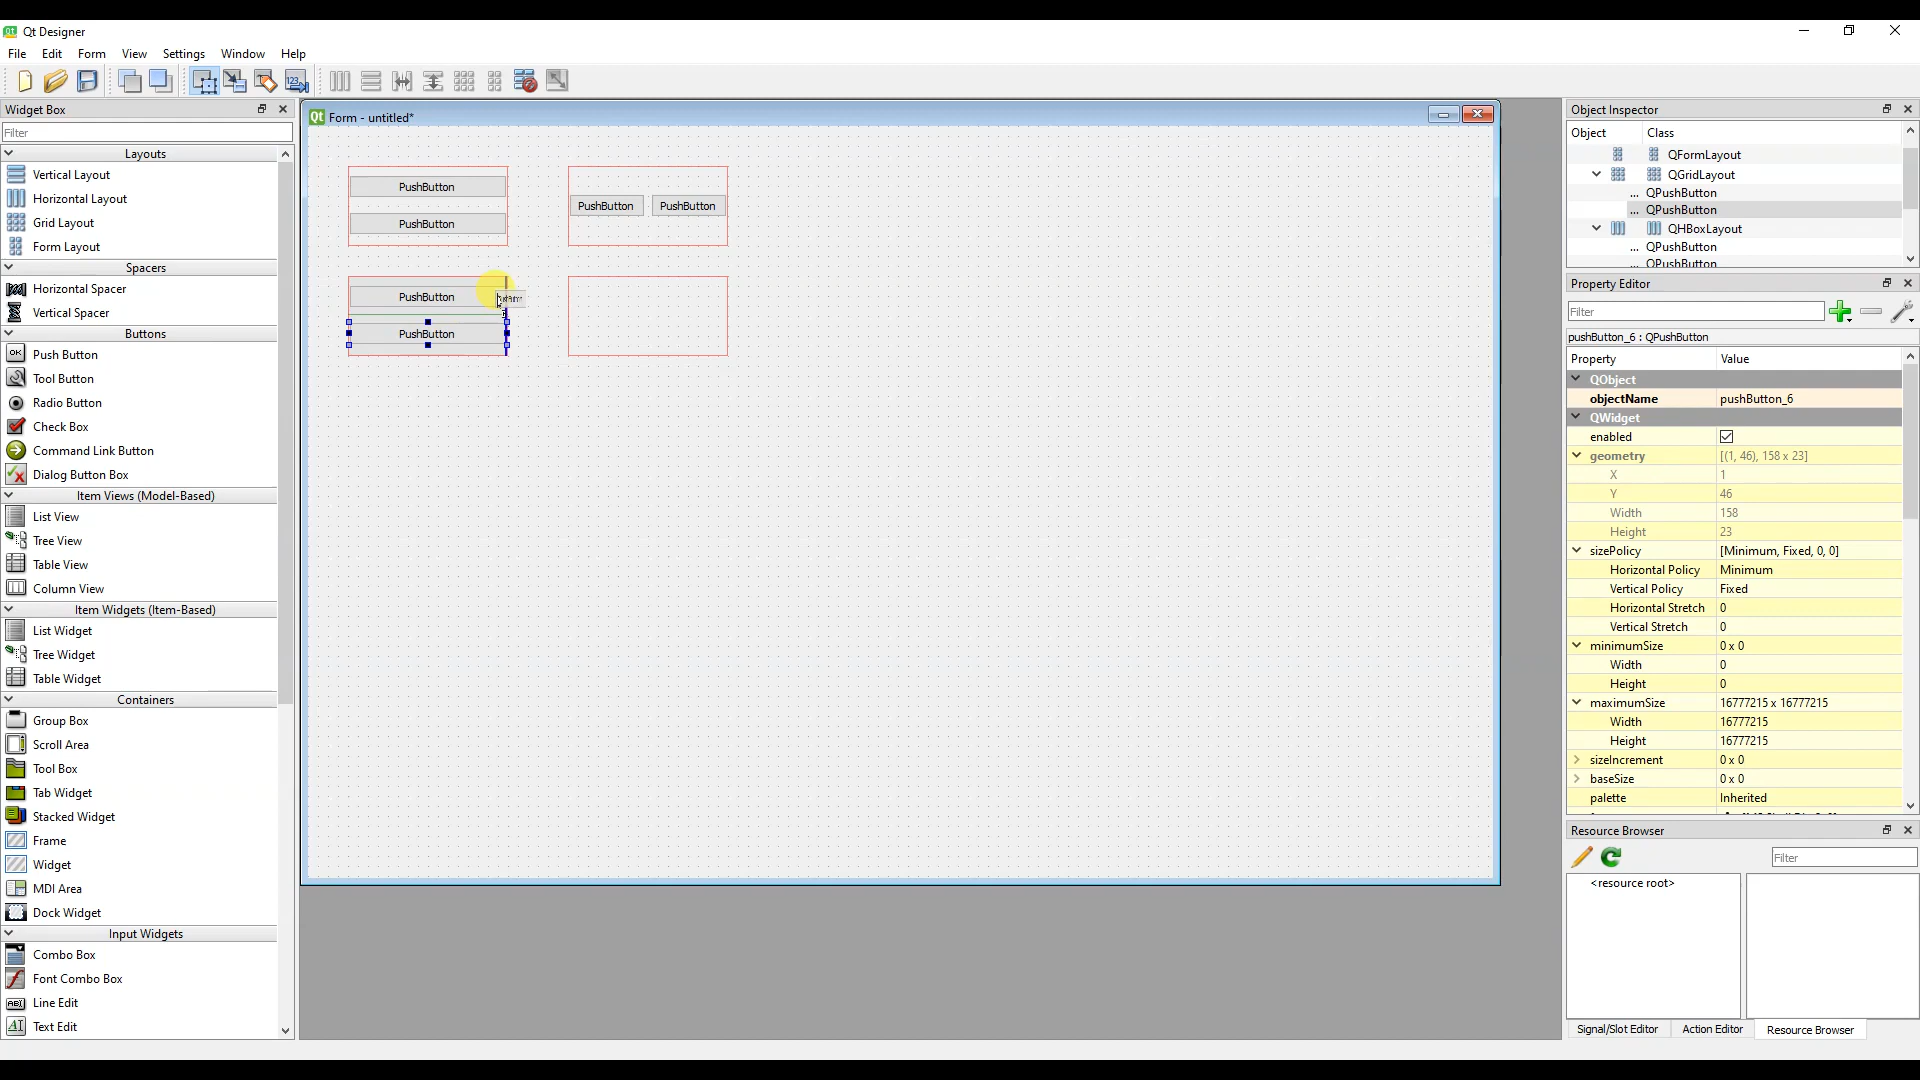 Qt Designer
File Edit Form View Settings Window Help
Widget Box
Filter
Layouts
Vertical Layout
Horizontal Layout
Grid Layout
Form Layout
Spacers
Horizontal Spacer
Vertical Spacer
Buttons
Push Button
Tool Button
Radio Button
Check Box
Command Link Button
Dialog Button Box
Item Views (Model-Based)
List View
Tree View
Table View
Column View
Item Widgets (Item-Based)
List Widget
Tree Widget
Table Widget
Containers
Group Box
Scroll Area
Tool Box
Tab Widget
Stacked Widget
Frame
Widget
MDI Area
Dock Widget
Input Widgets
Combo Box
Font Combo Box
Line Edit
Text Edit
Form - untitled*
PushButton
PushButton
PushButton PushButton
PushButton
PushButton
Object Inspector
Object Class
QFormLayout
QGridLayout
... QPushButton
... QPushButton
QHBoxLayout
... QPushButton
... QPushButton
Property Editor
Filter
pushButton_6 : QPushButton
Property Value
QObject
objectName pushButton_6
QWidget
enabled
geometry [(1, 46), 158 x 23]
X 1
Y 46
Width 158
Height 23
sizePolicy [Minimum, Fixed, 0, 0]
Horizontal Policy Minimum
Vertical Policy Fixed
Horizontal Stretch 0
Vertical Stretch 0
minimumSize 0 x 0
Width 0
Height 0
maximumSize 16777215 x 16777215
Width 16777215
Height 16777215
sizeIncrement 0 x 0
baseSize 0 x 0
palette Inherited
Resource Browser
Filter
<resource root>
Signal/Slot Editor Action Editor Resource Browser